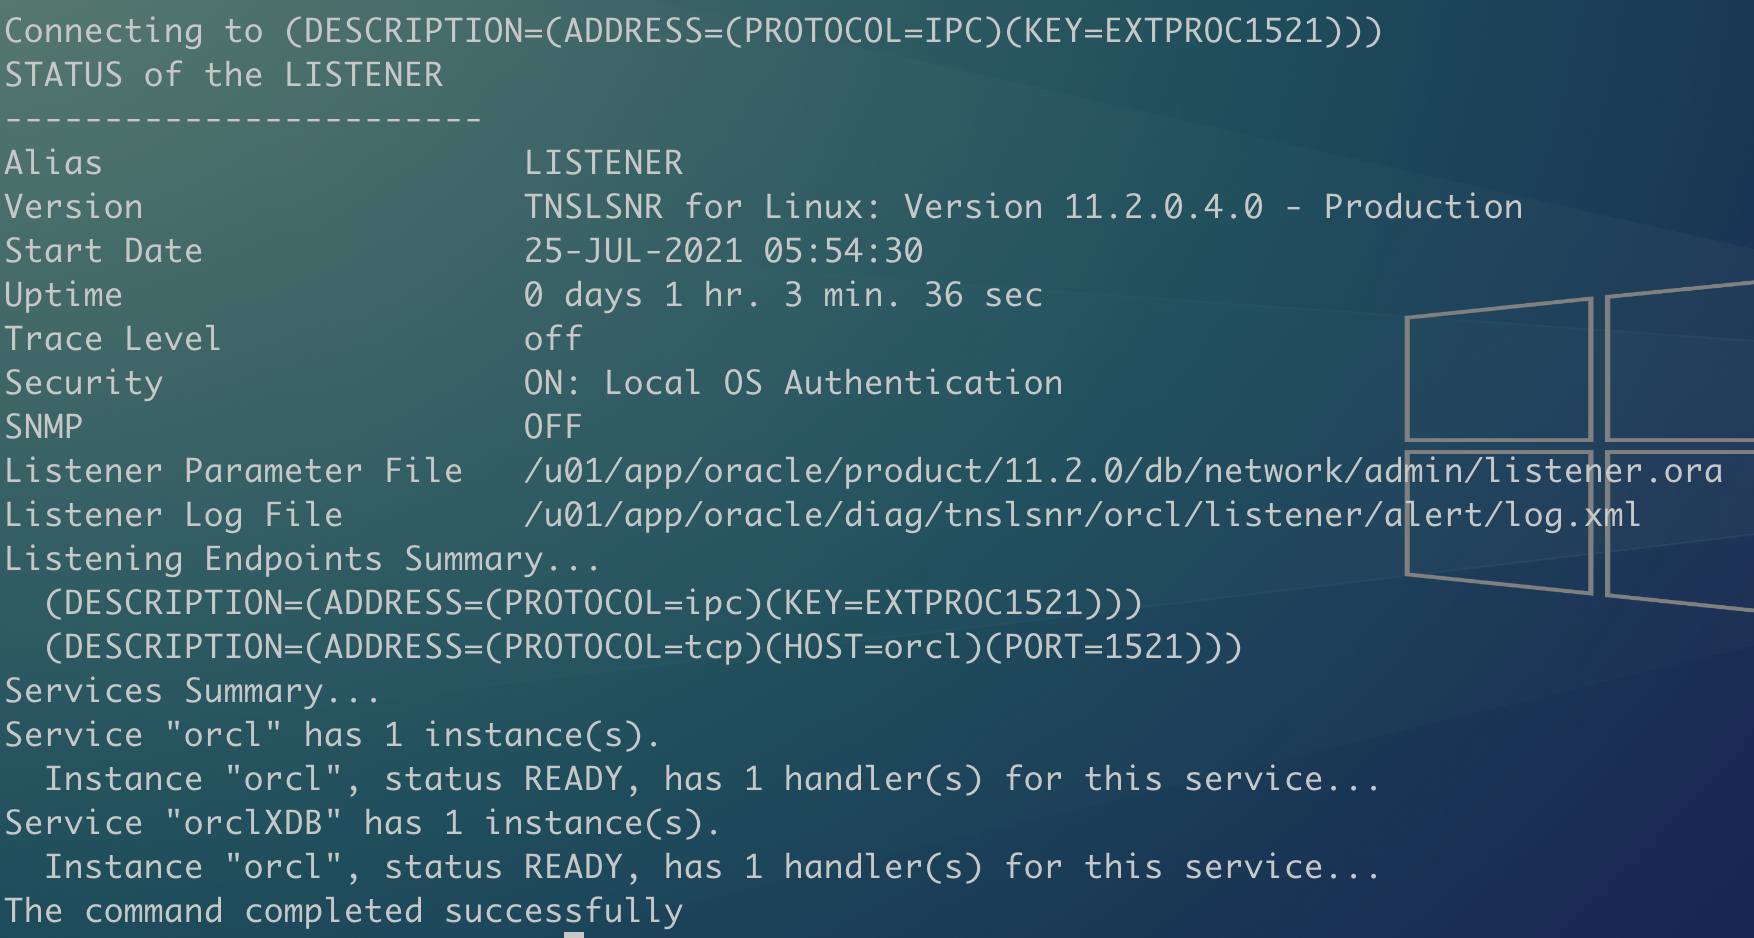 Connecting to (DESCRIPTION=(ADDRESS=(PROTOCOL=IPC)(KEY=EXTPROC1521)))
STATUS of the LISTENER
------------------------
Alias                     LISTENER
Version                   TNSLSNR for Linux: Version 11.2.0.4.0 - Production
Start Date                25-JUL-2021 05:54:30
Uptime                    0 days 1 hr. 3 min. 36 sec
Trace Level               off
Security                  ON: Local OS Authentication
SNMP                      OFF
Listener Parameter File   /u01/app/oracle/product/11.2.0/db/network/admin/listener.ora
Listener Log File         /u01/app/oracle/diag/tnslsnr/orcl/listener/alert/log.xml
Listening Endpoints Summary...
  (DESCRIPTION=(ADDRESS=(PROTOCOL=ipc)(KEY=EXTPROC1521)))
  (DESCRIPTION=(ADDRESS=(PROTOCOL=tcp)(HOST=orcl)(PORT=1521)))
Services Summary...
Service "orcl" has 1 instance(s).
  Instance "orcl", status READY, has 1 handler(s) for this service...
Service "orclXDB" has 1 instance(s).
  Instance "orcl", status READY, has 1 handler(s) for this service...
The command completed successfully